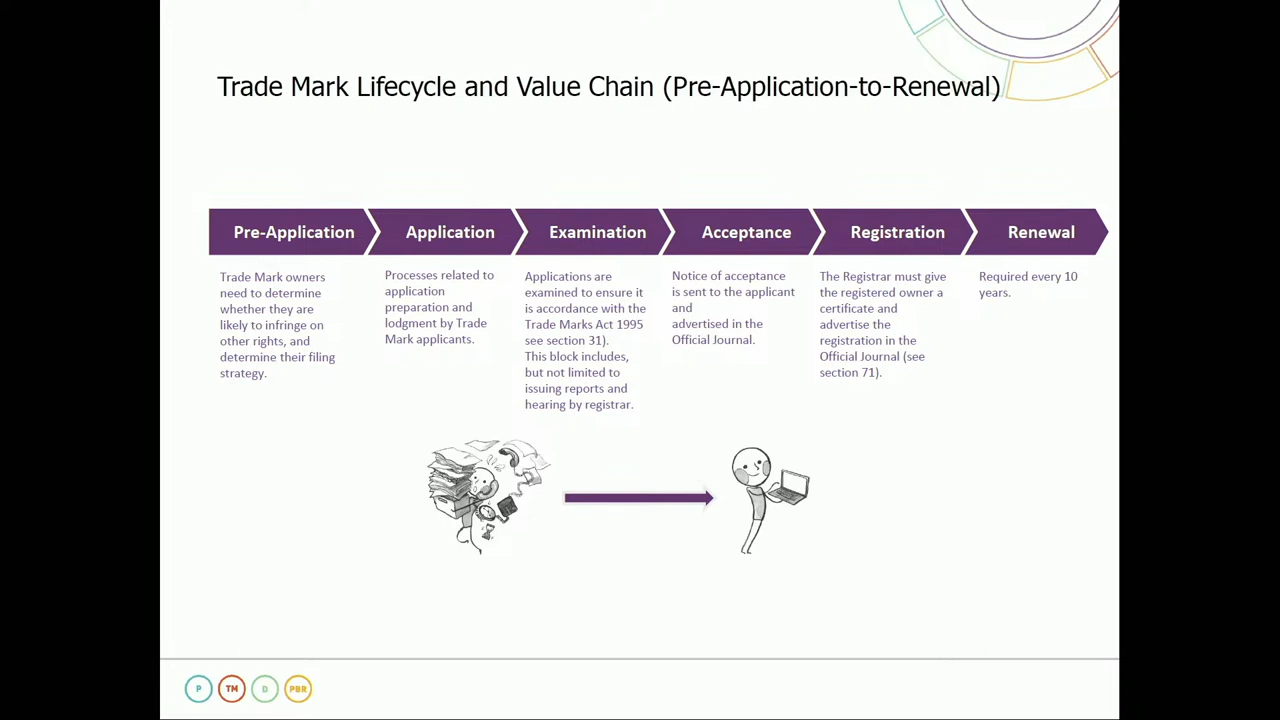 Trade Mark Lifecycle and Value Chain (Pre-Application-to-Renewal)
Pre-Application
Trade Mark owners
need to determine
whether they are
likely to infringe on
other rights, and
determine their filing
strategy.
Application
Processes related to
application
preparation and
lodgment by Trade
Mark applicants.
Examination
Applications are
examined to ensure it
is accordance with the
Trade Marks Act 1995
see section 31).
This block includes,
but not limited to
issuing reports and
hearing by registrar.
Acceptance
Notice of acceptance
is sent to the applicant
and
advertised in the
Official Journal.
Registration
The Registrar must give
the registered owner a
certificate and
advertise the
registration in the
Official Journal (see
section 71).
Renewal
Required every 10
years.
P
TM
D
PBR